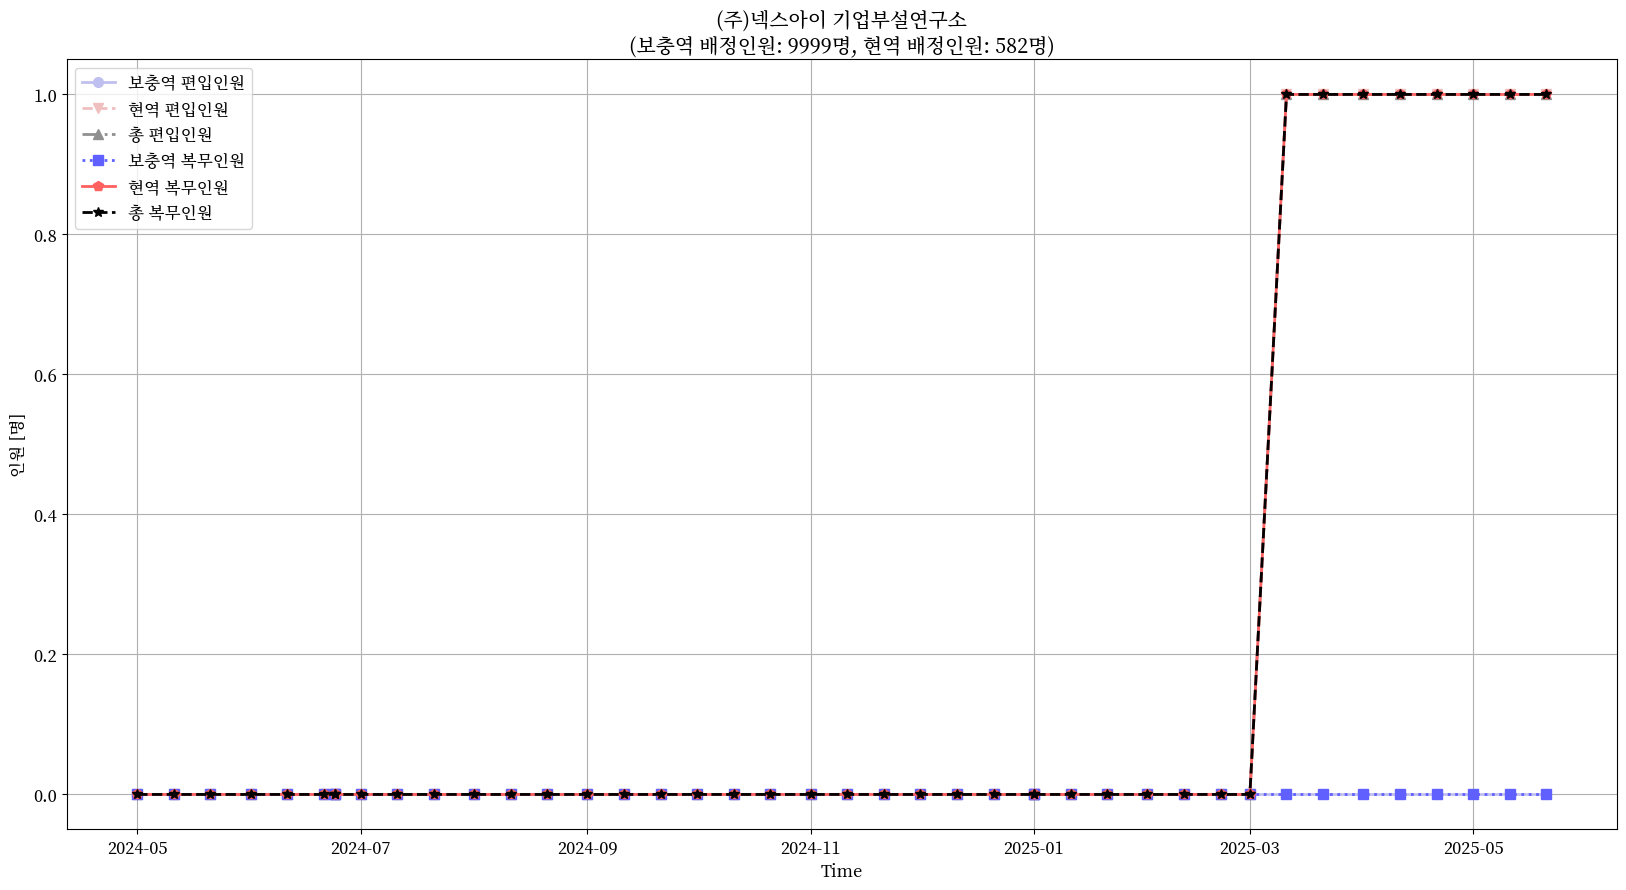 (주)넥스아이 기업부설연구소
(보충역 배정인원: 9999명, 현역 배정인원: 582명)
보충역 편입인원
현역 편입인원
총 편입인원
보충역 복무인원
현역 복무인원
총 복무인원
1.0
0.8
0.6
0.4
0.2
0.0
인원 [명]
2024-05 2024-07 2024-09 2024-11 2025-01 2025-03 2025-05
Time